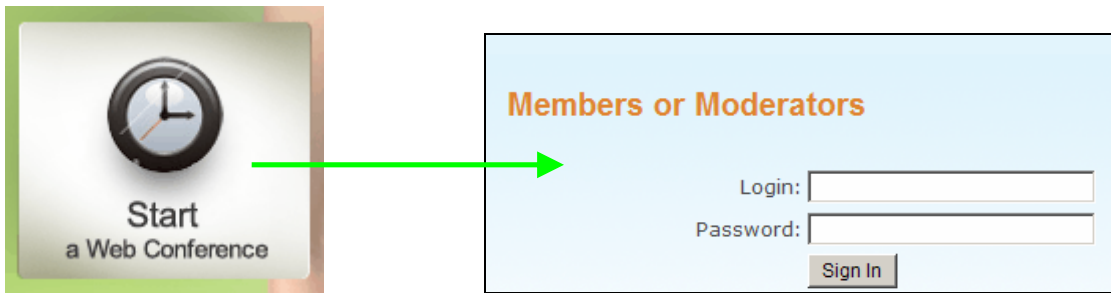 Start
a Web Conference
Members or Moderators
Login:
Password:
Sign In